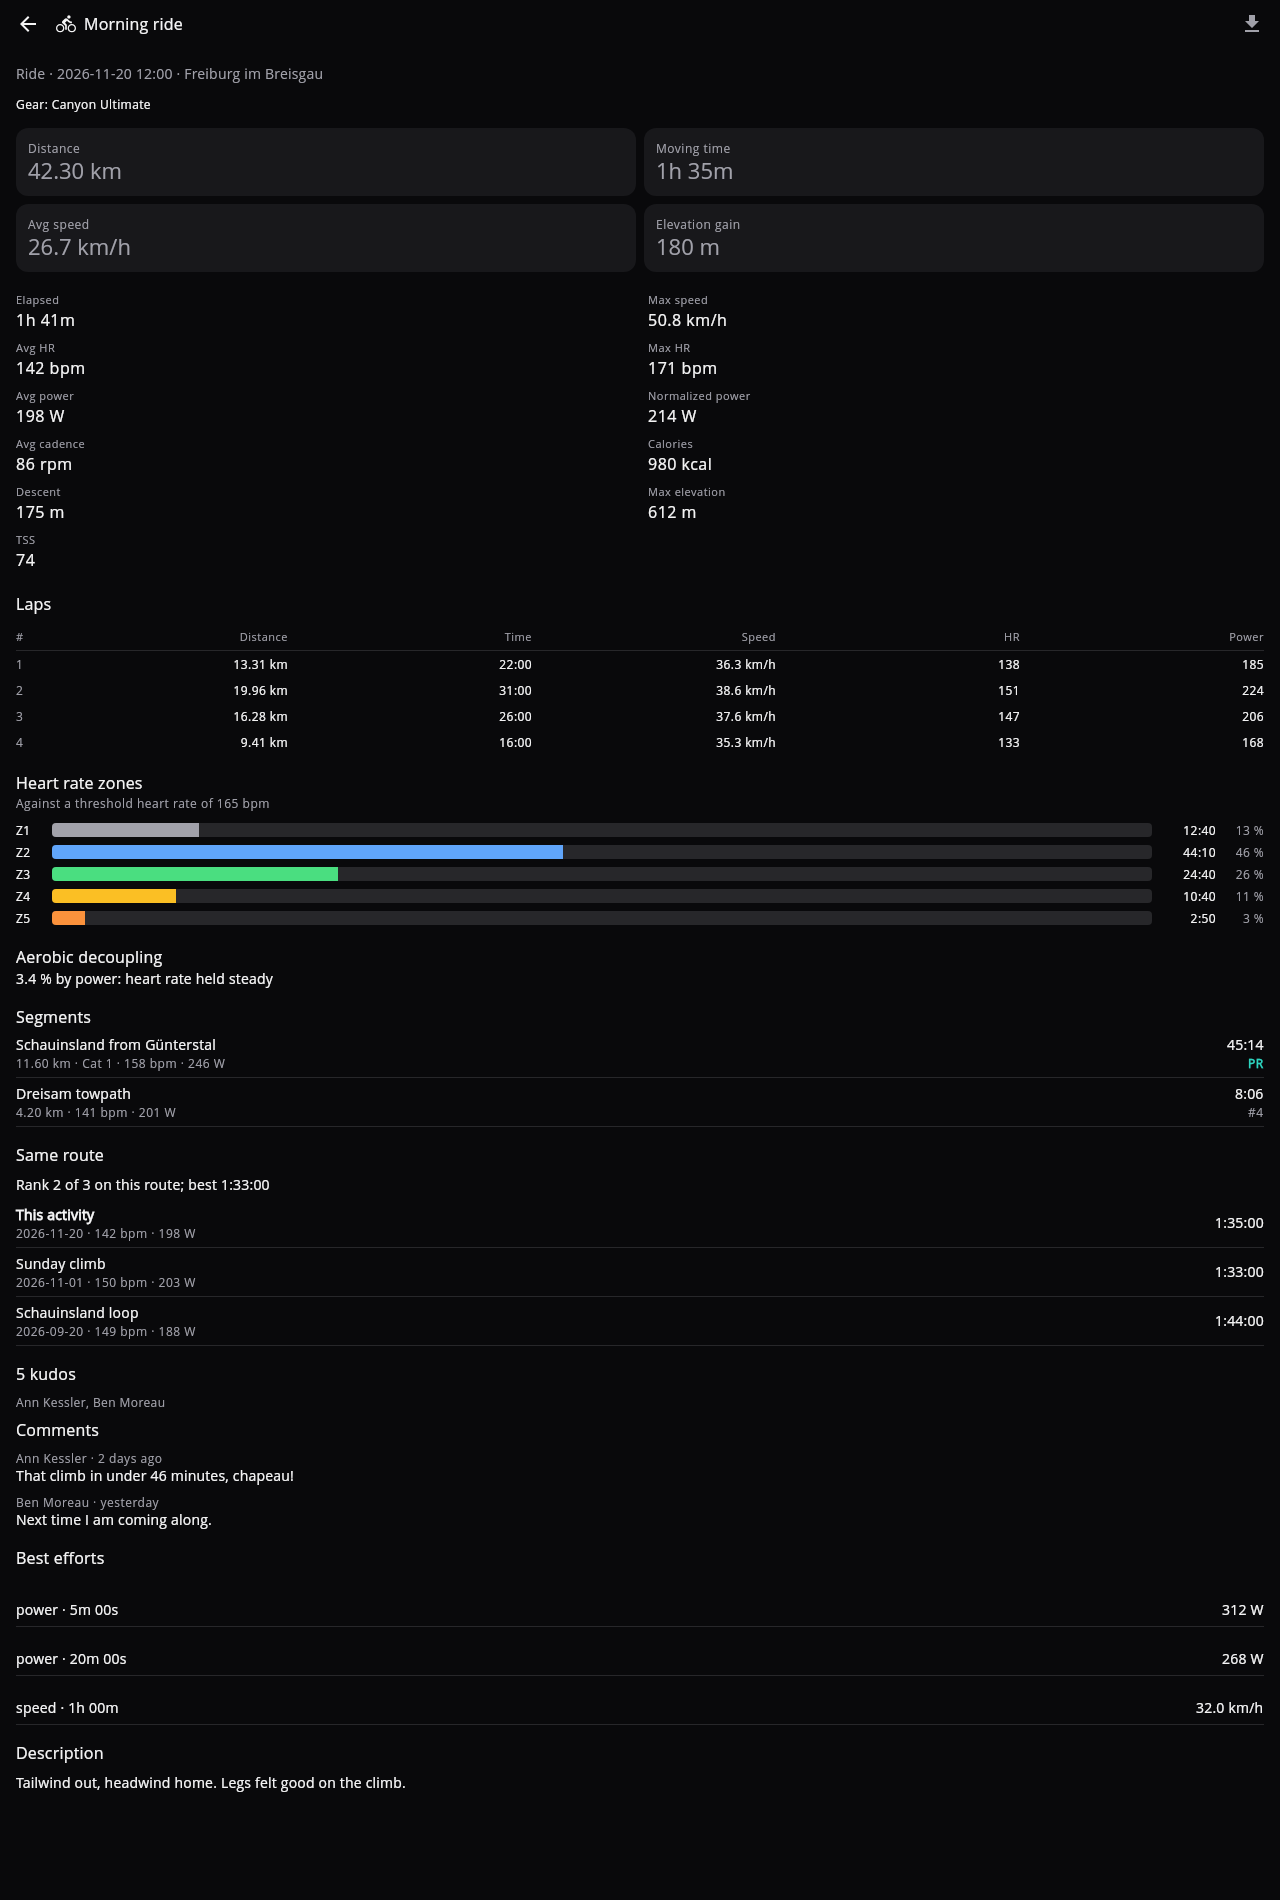 Morning ride
Ride · 2026-11-20 12:00 · Freiburg im Breisgau
Gear: Canyon Ultimate
Distance
42.30 km
Moving time
1h 35m
Avg speed
26.7 km/h
Elevation gain
180 m
Elapsed
1h 41m
Max speed
50.8 km/h
Avg HR
142 bpm
Max HR
171 bpm
Avg power
198 W
Normalized power
214 W
Avg cadence
86 rpm
Calories
980 kcal
Descent
175 m
Max elevation
612 m
TSS
74
Laps
# Distance Time Speed HR Power
1 13.31 km 22:00 36.3 km/h 138 185
2 19.96 km 31:00 38.6 km/h 151 224
3 16.28 km 26:00 37.6 km/h 147 206
4 9.41 km 16:00 35.3 km/h 133 168
Heart rate zones
Against a threshold heart rate of 165 bpm
Z1 12:40 13 %
Z2 44:10 46 %
Z3 24:40 26 %
Z4 10:40 11 %
Z5 2:50 3 %
Aerobic decoupling
3.4 % by power: heart rate held steady
Segments
Schauinsland from Günterstal 45:14
11.60 km · Cat 1 · 158 bpm · 246 W PR
Dreisam towpath 8:06
4.20 km · 141 bpm · 201 W #4
Same route
Rank 2 of 3 on this route; best 1:33:00
This activity 1:35:00
2026-11-20 · 142 bpm · 198 W
Sunday climb 1:33:00
2026-11-01 · 150 bpm · 203 W
Schauinsland loop 1:44:00
2026-09-20 · 149 bpm · 188 W
5 kudos
Ann Kessler, Ben Moreau
Comments
Ann Kessler · 2 days ago
That climb in under 46 minutes, chapeau!
Ben Moreau · yesterday
Next time I am coming along.
Best efforts
power · 5m 00s 312 W
power · 20m 00s 268 W
speed · 1h 00m 32.0 km/h
Description
Tailwind out, headwind home. Legs felt good on the climb.